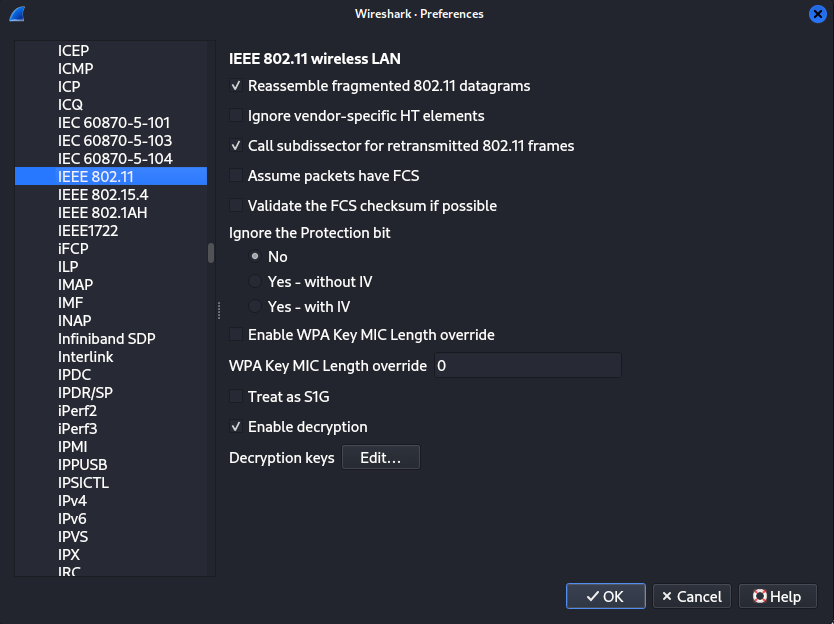 Wireshark · Preferences
ICEP
ICMP
ICP
ICQ
IEC 60870-5-101
IEC 60870-5-103
IEC 60870-5-104
IEEE 802.11
IEEE 802.15.4
IEEE 802.1AH
IEEE1722
iFCP
ILP
IMAP
IMF
INAP
Infiniband SDP
Interlink
IPDC
IPDR/SP
iPerf2
iPerf3
IPMI
IPPUSB
IPSICTL
IPv4
IPv6
IPVS
IPX
IRC
IEEE 802.11 wireless LAN
Reassemble fragmented 802.11 datagrams
Ignore vendor-specific HT elements
Call subdissector for retransmitted 802.11 frames
Assume packets have FCS
Validate the FCS checksum if possible
Ignore the Protection bit
No
Yes - without IV
Yes - with IV
Enable WPA Key MIC Length override
WPA Key MIC Length override 0
Treat as S1G
Enable decryption
Decryption keys Edit…
OK Cancel Help